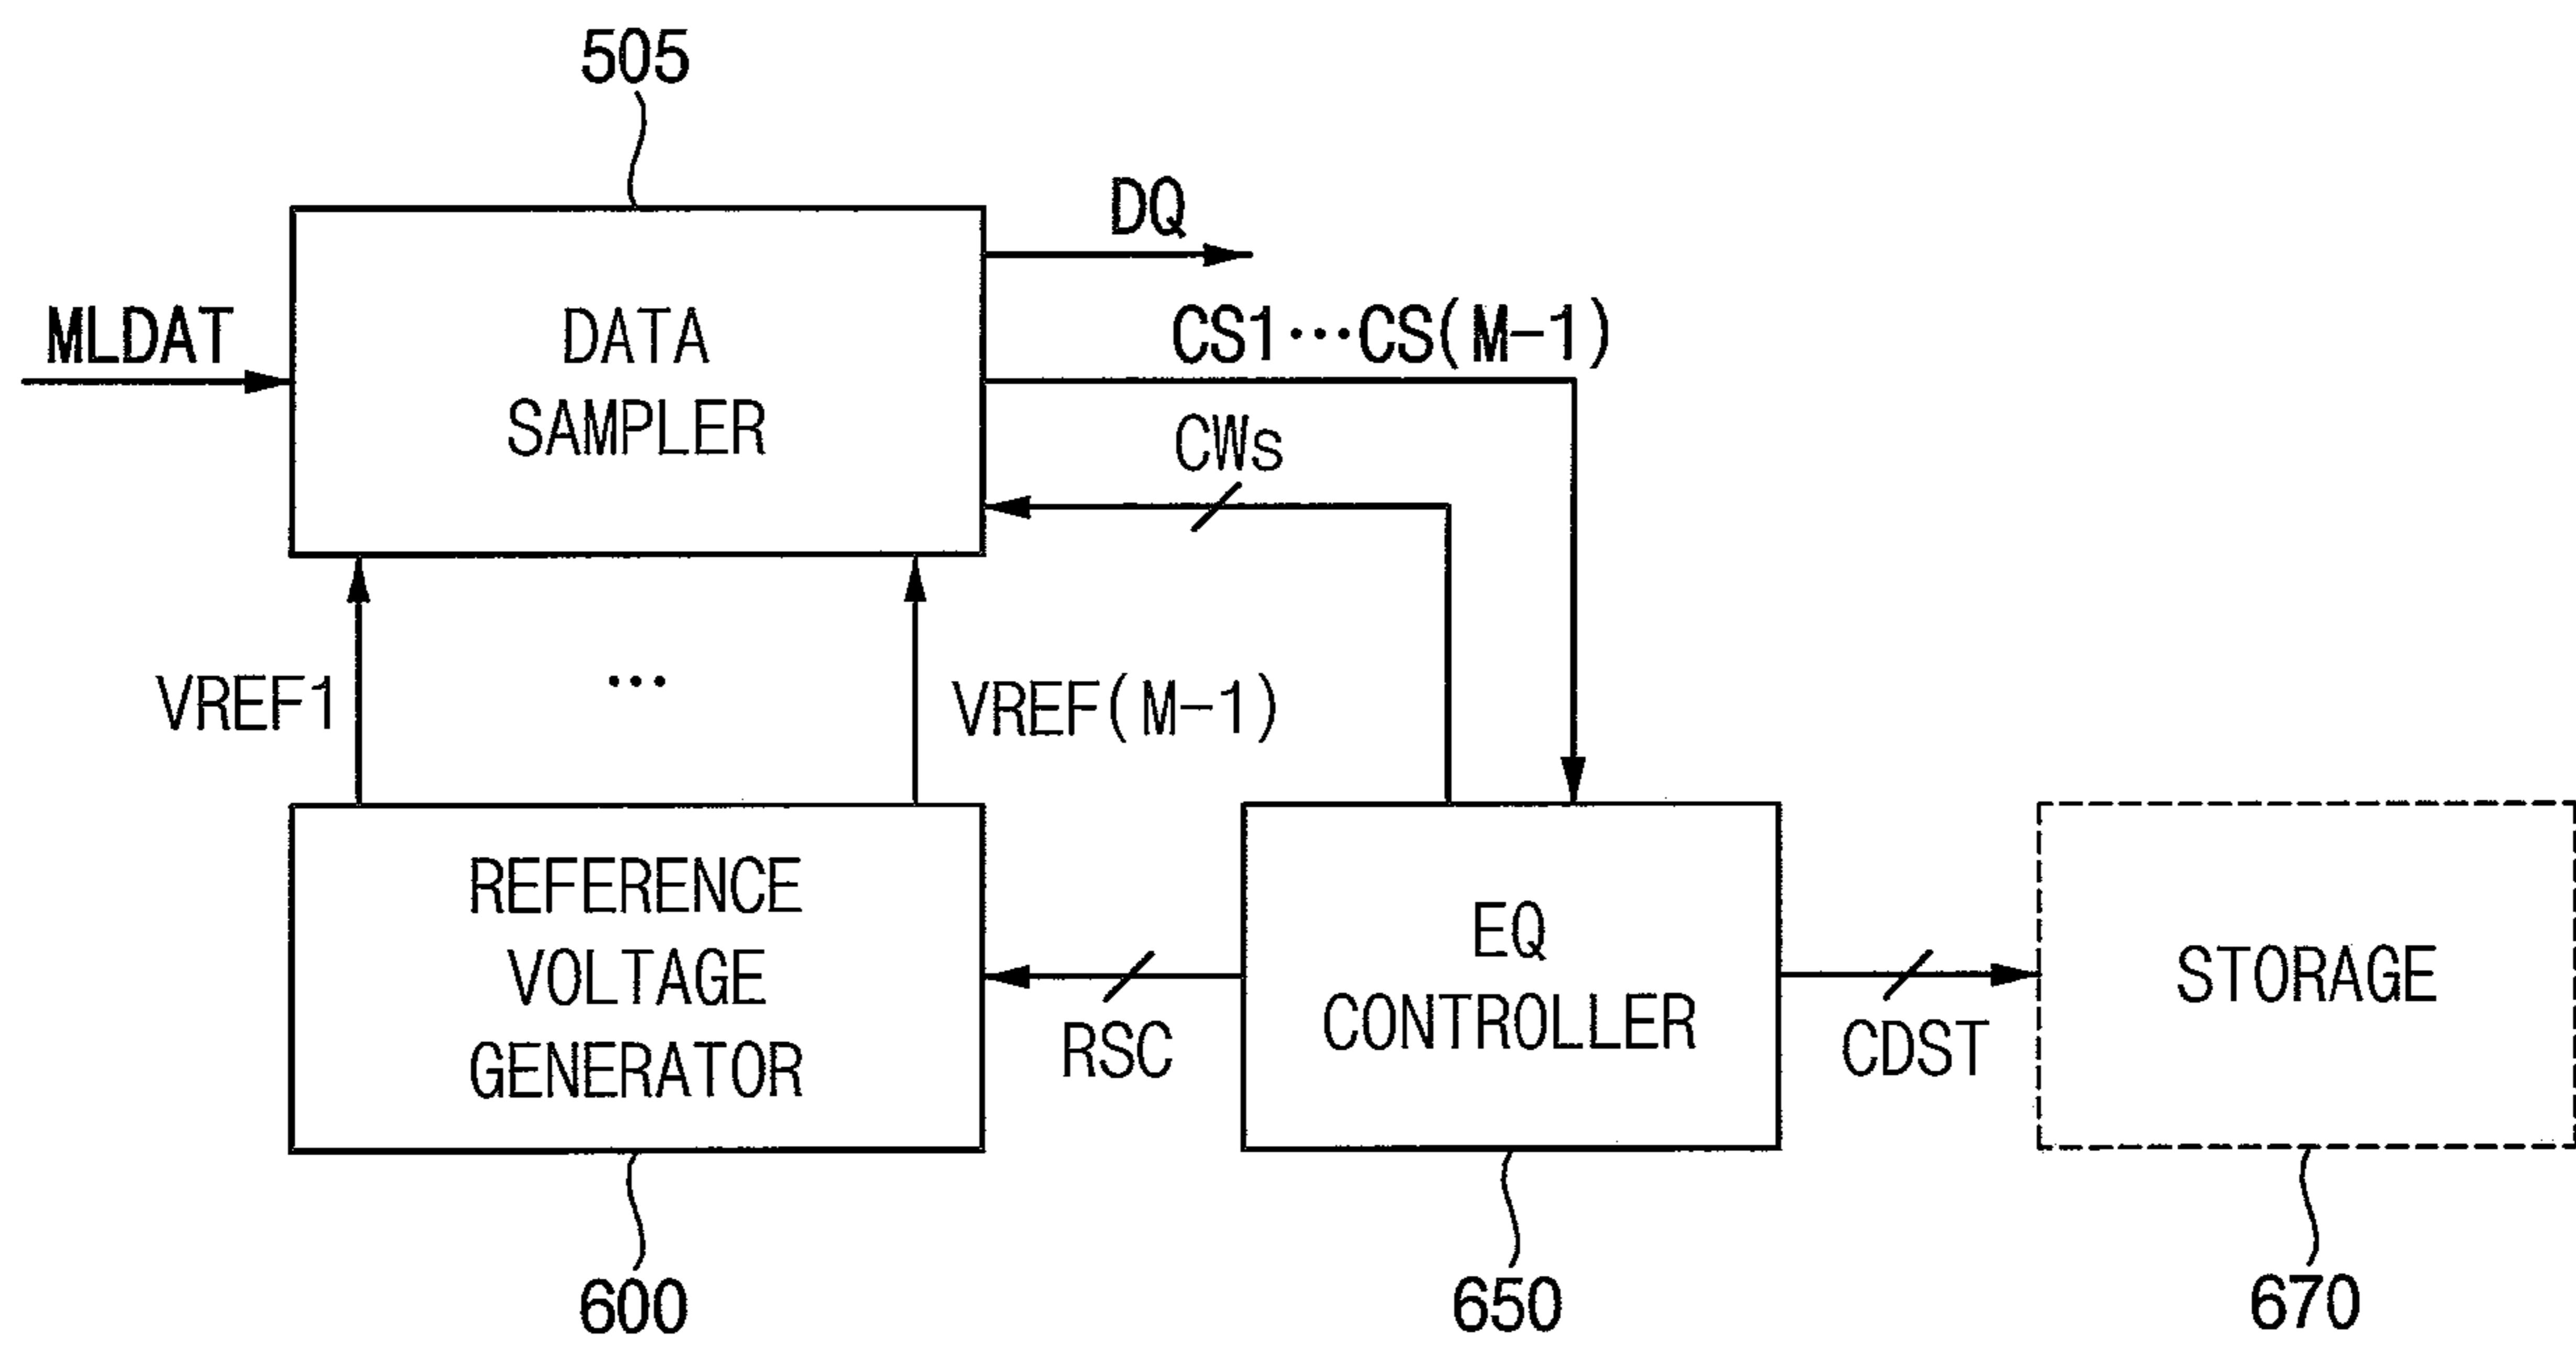 505
DQ
MLDAT
DATA
SAMPLER
CS1···CS(M-1)
CWs
VREF1
...
VREF(M-1)
REFERENCE
VOLTAGE
GENERATOR
RSC
EQ
CONTROLLER
CDST
STORAGE
600
650
670